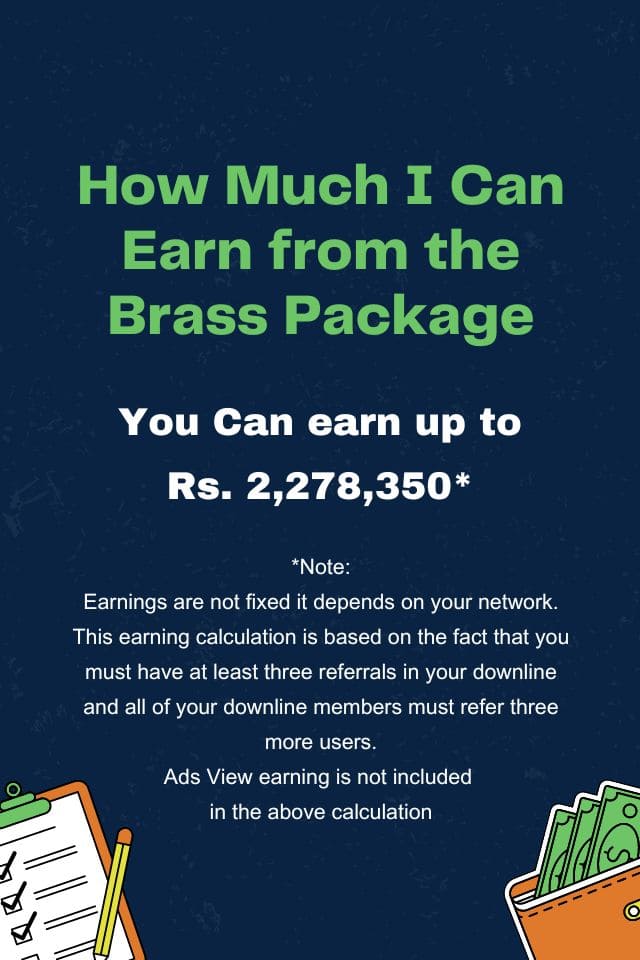 How Much I Can
Earn from the
Brass Package
You Can earn up to
Rs. 2,278,350*
*Note:
Earnings are not fixed it depends on your network.
This earning calculation is based on the fact that you
must have at least three referrals in your downline
and all of your downline members must refer three
more users.
Ads View earning is not included
in the above calculation